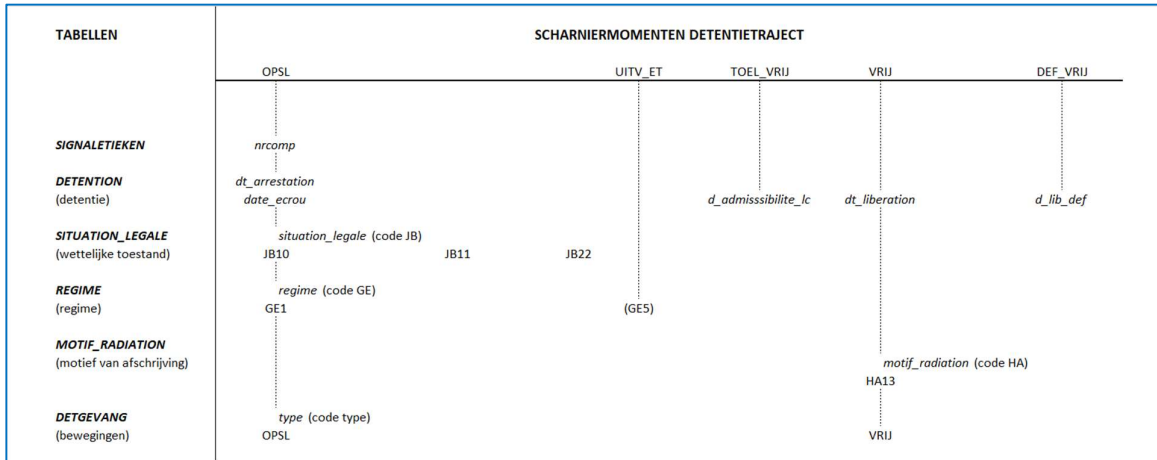 TABELLEN SCHARNIERMOMENTEN DETENTIETRAJECT
OPSL UITV_ET TOEL_VRIJ VRIJ DEF_VRIJ
SIGNALETIEKEN nrcomp
DETENTION dt_arrestation
(detentie) date_ecrou d_admisssibilite_lc dt_liberation d_lib_def
SITUATION_LEGALE situation_legale (code JB)
(wettelijke toestand) JB10 JB11 JB22
REGIME regime (code GE)
(regime) GE1 (GE5)
MOTIF_RADIATION
(motief van afschrijving) motif_radiation (code HA)
HA13
DETGEVANG type (code type)
(bewegingen) OPSL VRIJ